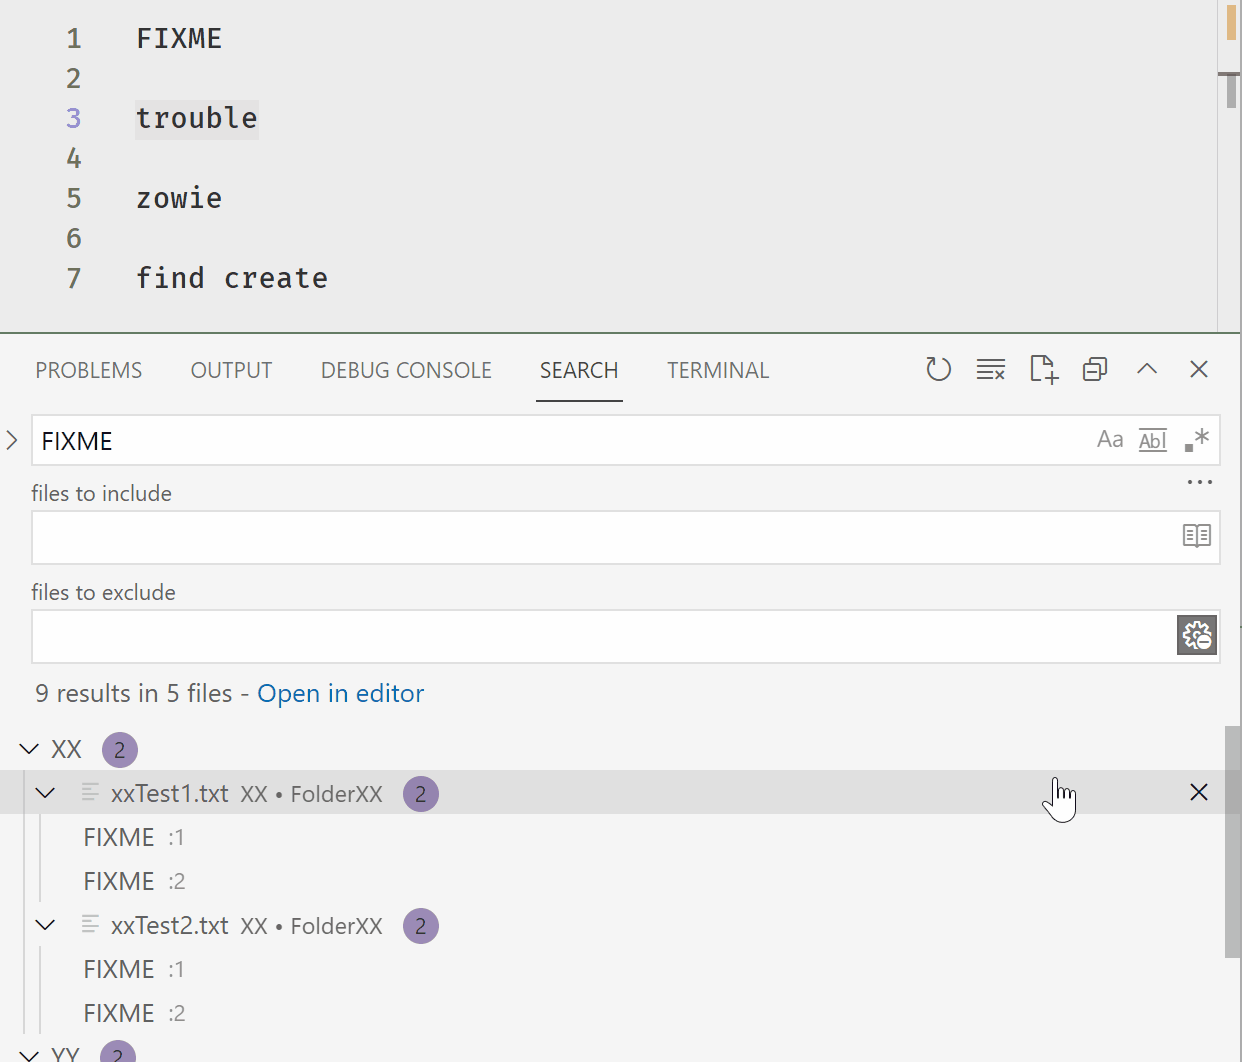 1 FIXME
2
3 trouble
4
5 zowie
6
7 find create
PROBLEMS OUTPUT DEBUG CONSOLE SEARCH TERMINAL
FIXME Aa Abl .*
files to include
...
files to exclude
9 results in 5 files - Open in editor
XX 2
xxTest1.txt XX • FolderXX 2
FIXME :1
FIXME :2
xxTest2.txt XX • FolderXX 2
FIXME :1
FIXME :2
YY 2